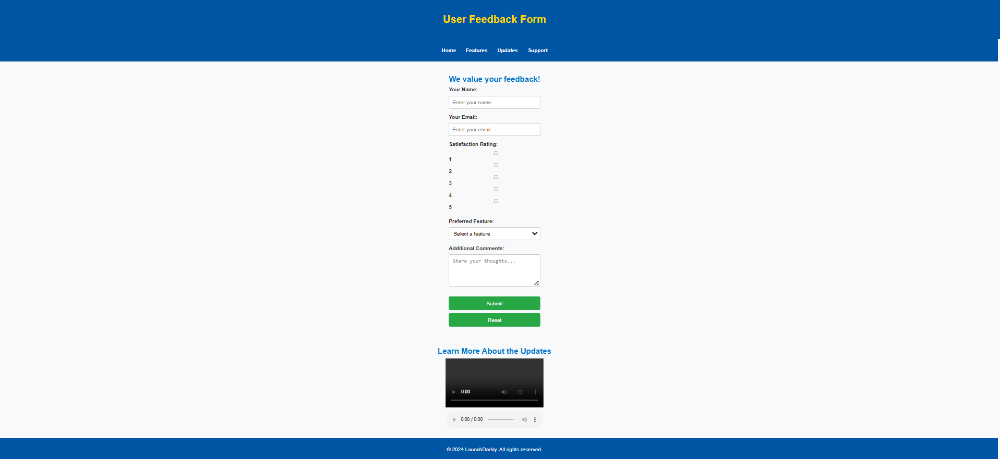 User Feedback Form
Home Features Updates Support
We value your feedback!
Your Name:
Enter your name
Your Email:
Enter your email
Satisfaction Rating:
1
2
3
4
5
Preferred Feature:
Select a feature
Additional Comments:
Share your thoughts...
Submit
Reset
Learn More About the Updates
0:00
0:00 / 0:00
© 2024 LaunchDarkly. All rights reserved.